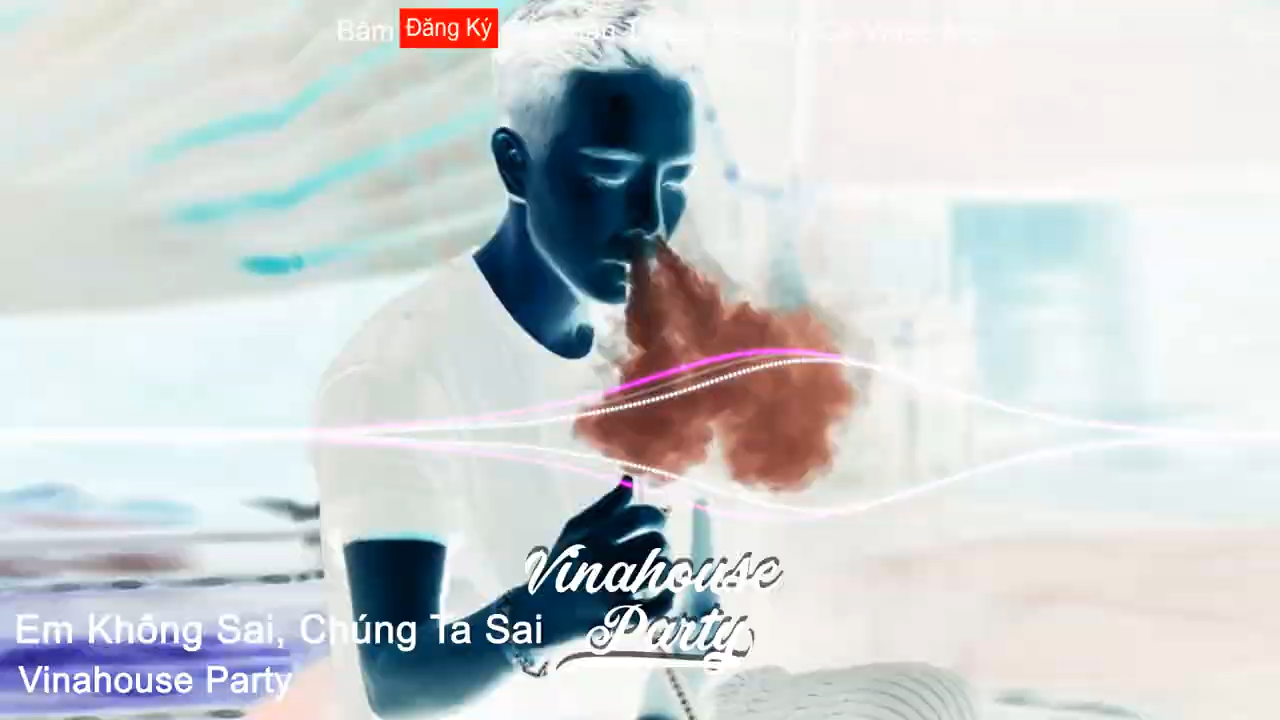 Bấm Đăng Ký
Vinahouse
Party
Em Không Sai, Chúng Ta Sai
Vinahouse Party